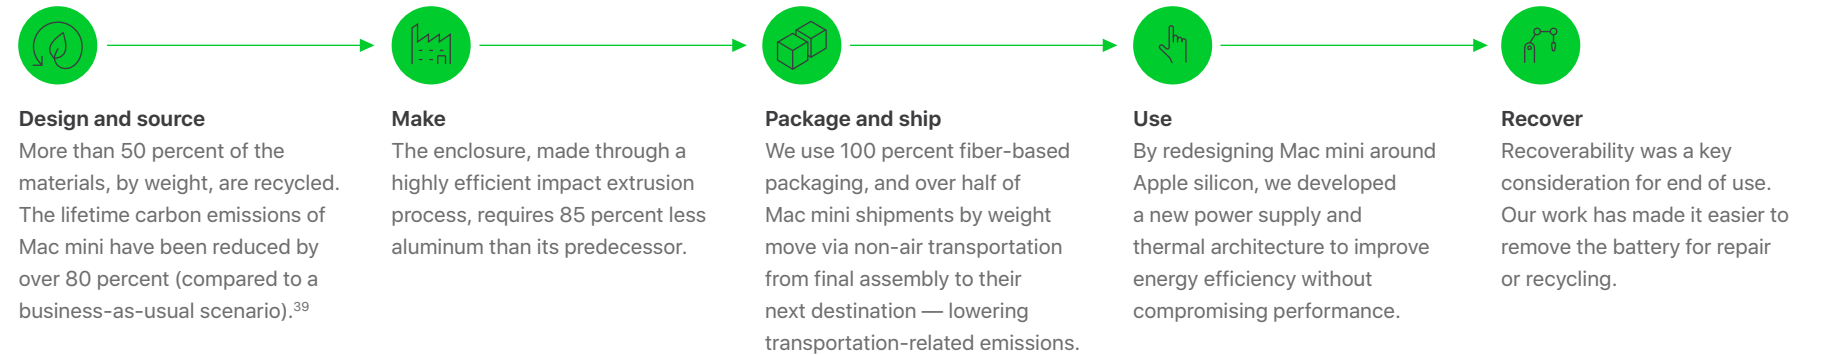 Design and source
More than 50 percent of the
materials, by weight, are recycled.
The lifetime carbon emissions of
Mac mini have been reduced by
over 80 percent (compared to a
business-as-usual scenario).³⁹
Make
The enclosure, made through a
highly efficient impact extrusion
process, requires 85 percent less
aluminum than its predecessor.
Package and ship
We use 100 percent fiber-based
packaging, and over half of
Mac mini shipments by weight
move via non-air transportation
from final assembly to their
next destination — lowering
transportation-related emissions.
Use
By redesigning Mac mini around
Apple silicon, we developed
a new power supply and
thermal architecture to improve
energy efficiency without
compromising performance.
Recover
Recoverability was a key
consideration for end of use.
Our work has made it easier to
remove the battery for repair
or recycling.